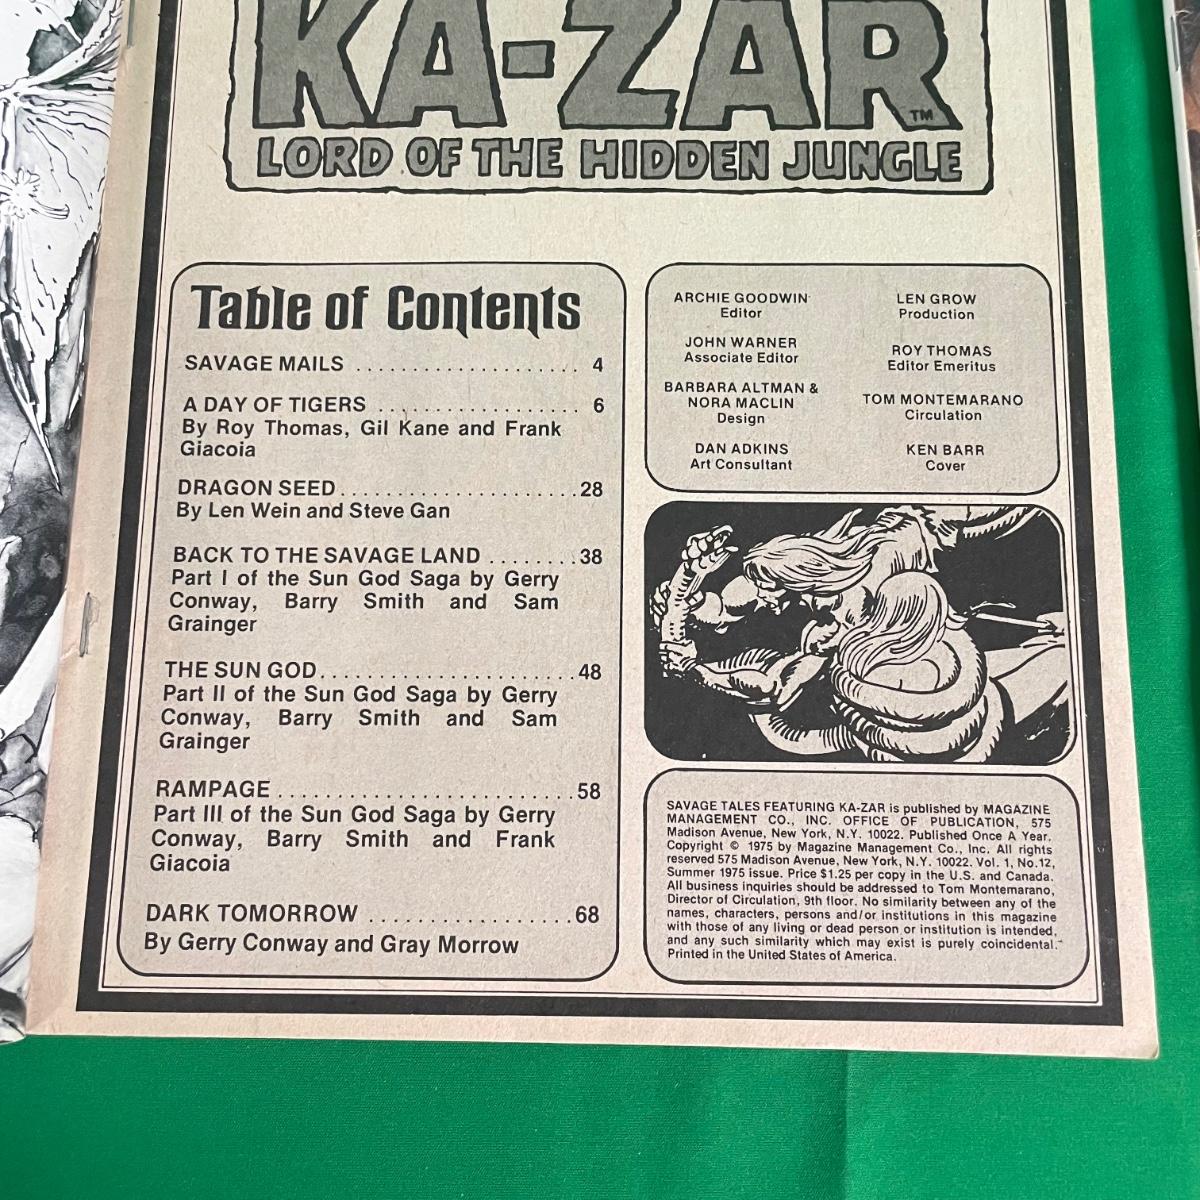 KA-ZAR
TM
LORD OF THE HIDDEN JUNGLE
Table of Contents
SAVAGE MAILS ..................... 4
A DAY OF TIGERS ................... 6
By Roy Thomas, Gil Kane and Frank
Giacoia
DRAGON SEED......................28
By Len Wein and Steve Gan
BACK TO THE SAVAGE LAND ........38
Part I of the Sun God Saga by Gerry
Conway, Barry Smith and Sam
Grainger
THE SUN GOD.......................48
Part II of the Sun God Saga by Gerry
Conway, Barry Smith and Sam
Grainger
RAMPAGE ..........................58
Part III of the Sun God Saga by Gerry
Conway, Barry Smith and Frank
Giacoia
DARK TOMORROW ..................68
By Gerry Conway and Gray Morrow
ARCHIE GOODWIN
Editor
JOHN WARNER
Associate Editor
BARBARA ALTMAN &
NORA MACLIN
Design
DAN ADKINS
Art Consultant
LEN GROW
Production
ROY THOMAS
Editor Emeritus
TOM MONTEMARANO
Circulation
KEN BARR
Cover
SAVAGE TALES FEATURING KA-ZAR is published by MAGAZINE
MANAGEMENT CO., INC. OFFICE OF PUBLICATION, 575
Madison Avenue, New York, N.Y. 10022. Published Once A Year.
Copyright © 1975 by Magazine Management Co., Inc. All rights
reserved 575 Madison Avenue, New York, N.Y. 10022. Vol. 1, No.12,
Summer 1975 issue. Price $1.25 per copy in the U.S. and Canada.
All business inquiries should be addressed to Tom Montemarano,
Director of Circulation, 9th floor. No similarity between any of the
names, characters, persons and/or institutions in this magazine
with those of any living or dead person or institution is intended,
and any such similarity which may exist is purely coincidental.
Printed in the United States of America.